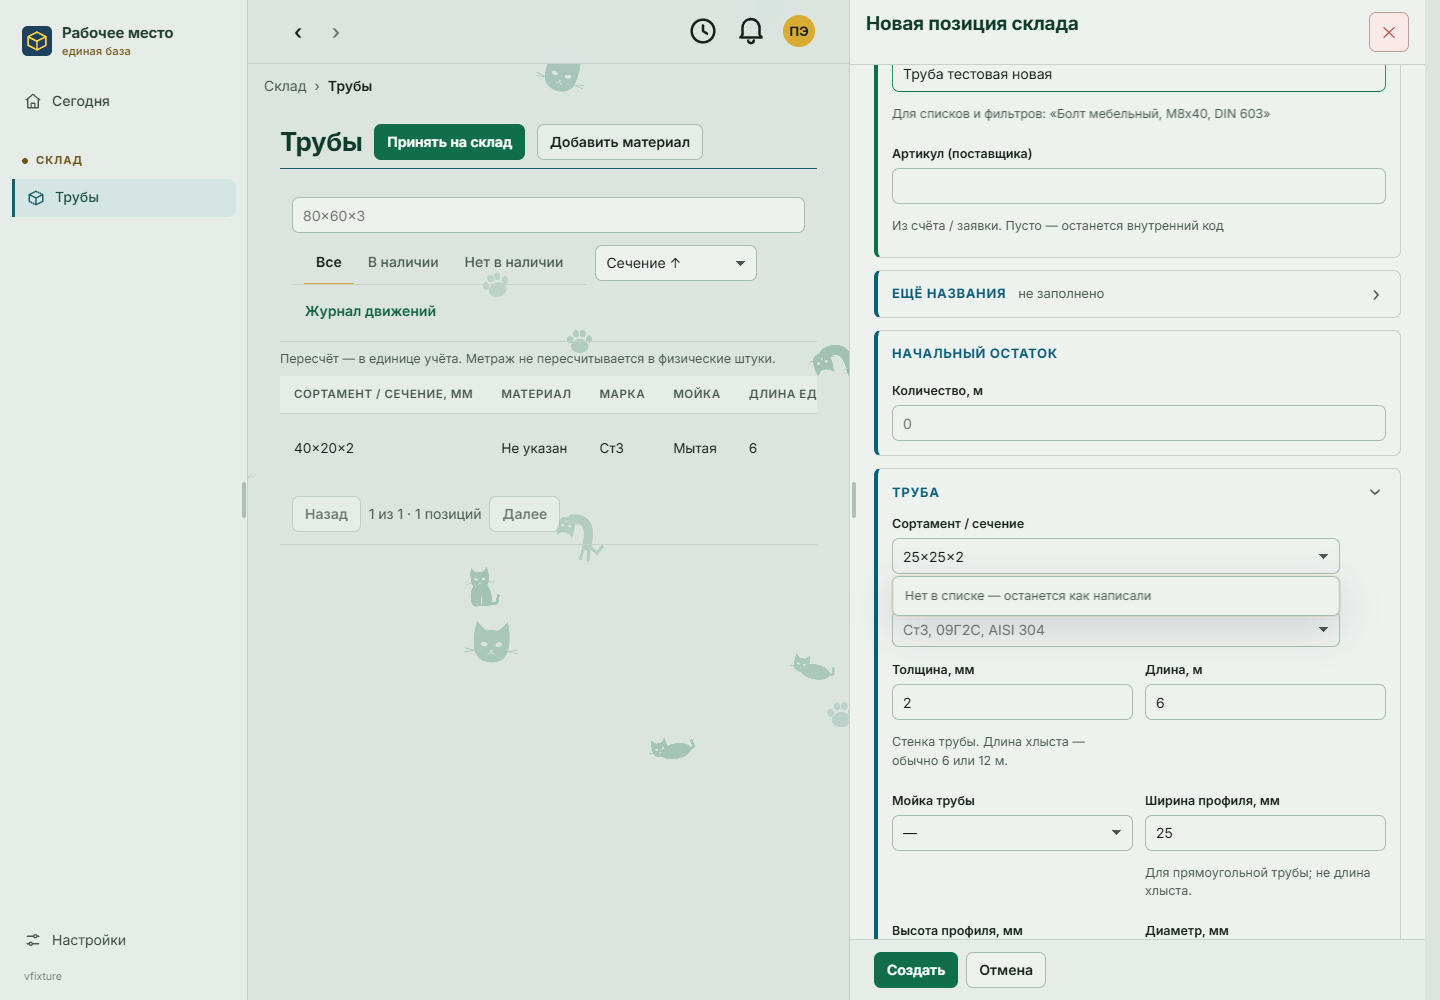 Рабочее место
единая база
Сегодня
СКЛАД
Трубы
Настройки
vfixture
ПЭ
Склад › Трубы
Трубы
Принять на склад
Добавить материал
80×60×3
Все
В наличии
Нет в наличии
Сечение ↑
Журнал движений
Пересчёт — в единице учёта. Метраж не пересчитывается в физические штуки.
СОРТАМЕНТ / СЕЧЕНИЕ, ММ МАТЕРИАЛ МАРКА МОЙКА ДЛИНА ЕД
40×20×2 Не указан Ст3 Мытая 6
Назад 1 из 1 · 1 позиций Далее
Новая позиция склада
Труба тестовая новая
Для списков и фильтров: «Болт мебельный, М8х40, DIN 603»
Артикул (поставщика)
Из счёта / заявки. Пусто — останется внутренний код
ЕЩЁ НАЗВАНИЯ не заполнено
НАЧАЛЬНЫЙ ОСТАТОК
Количество, м
0
ТРУБА
Сортамент / сечение
25×25×2
Нет в списке — останется как написали
Ст3, 09Г2С, AISI 304
Толщина, мм Длина, м
2 6
Стенка трубы. Длина хлыста —
обычно 6 или 12 м.
Мойка трубы Ширина профиля, мм
— 25
Для прямоугольной трубы; не длина
хлыста.
Высота профиля, мм Диаметр, мм
Создать Отмена